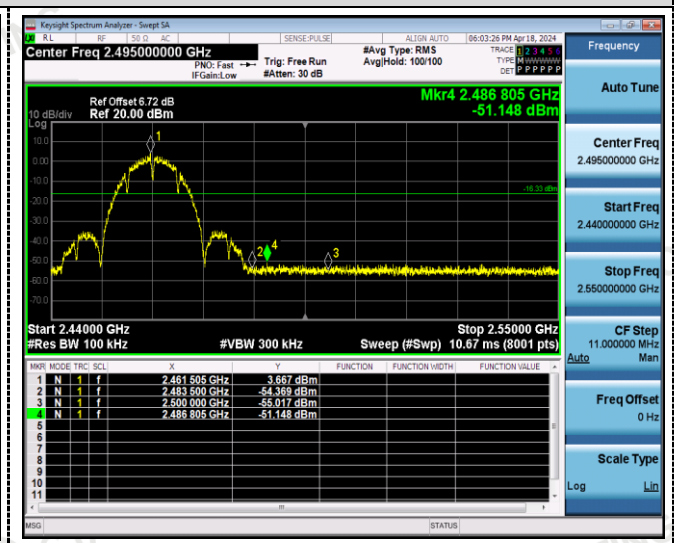 Keysight Spectrum Analyzer - Swept SA
RL RF 50 Ω AC SENSE:PULSE ALIGN AUTO 06:03:26 PM Apr 18, 2024
Center Freq 2.495000000 GHz #Avg Type: RMS TRACE 1 2 3 4 5 6
PNO: Fast Trig: Free Run Avg|Hold: 100/100 TYPE MWWWWW
IFGain:Low #Atten: 30 dB DET P P P P P P
Frequency
Auto Tune
Center Freq
2.495000000 GHz
Start Freq
2.440000000 GHz
Stop Freq
2.550000000 GHz
CF Step
11.000000 MHz
Auto Man
Freq Offset
0 Hz
Scale Type
Log Lin
Mkr4 2.486 805 GHz
-51.148 dBm
Ref Offset 6.72 dB
10 dB/div Ref 20.00 dBm
Log
10.0
0.00
-10.0
-20.0
-30.0
-40.0
-50.0
-60.0
-70.0
1
2
4
3
-16.33 dBm
Start 2.44000 GHz Stop 2.55000 GHz
#Res BW 100 kHz #VBW 300 kHz Sweep (#Swp) 10.67 ms (8001 pts)
MKR MODE TRC SCL X Y FUNCTION FUNCTION WIDTH FUNCTION VALUE
1 N 1 f 2.461 505 GHz 3.667 dBm
2 N 1 f 2.483 500 GHz -54.369 dBm
3 N 1 f 2.500 000 GHz -55.017 dBm
4 N 1 f 2.486 805 GHz -51.148 dBm
5
6
7
8
9
10
11
MSG STATUS